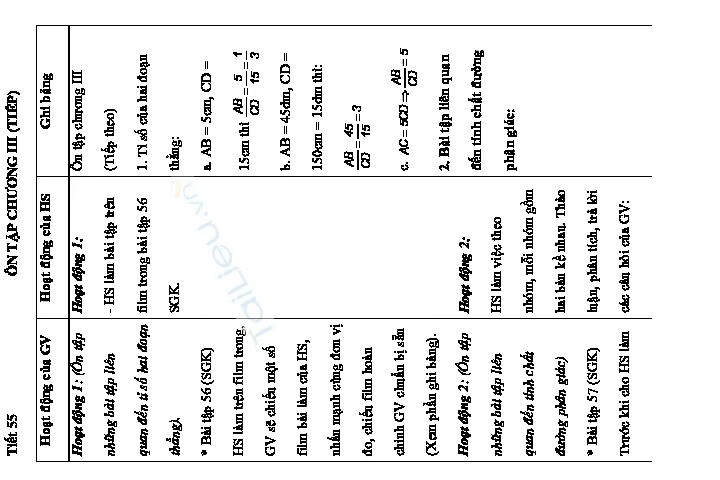 Tiết 55
ÔN TẬP CHƯƠNG III (TIẾP)
Hoạt động của GV
Hoạt động 1: (Ôn tập
những bài tập liên
quan đến tỉ số hai đoạn
thẳng).
* Bài tập 56 (SGK)
HS làm trên film trong,
GV sẽ chiếu một số
film bài làm của HS,
nhấn mạnh cùng đơn vị
đo, chiếu film hoàn
chỉnh GV chuẩn bị sẵn
(Xem phần ghi bảng).
Hoạt động 2: (Ôn tập
những bài tập liên
quan đến tính chất
đường phân giác)
* Bài tập 57 (SGK)
Trước khi cho HS làm
Hoạt động của HS
Hoạt động 1:
- HS làm bài tập trên
film trong bài tập 56
SGK.
Hoạt động 2:
HS làm việc theo
nhóm, mỗi nhóm gồm
hai bàn kề nhau. Thảo
luận, phân tích, trả lời
các câu hỏi của GV:
Ghi bảng
Ôn tập chương III
(Tiếp theo)
1. Tỉ số của hai đoạn
thẳng:
a. AB = 5cm, CD =
15cm thì AB/CD = 5/15 = 1/3
b. AB = 45dm, CD =
150cm = 15dm thì:
AB/CD = 45/15 = 3
c. AC = 5CD ⇒ AB/CD = 5
2. Bài tập liên quan
đến tính chất đường
phân giác:
TaiLieu.vn